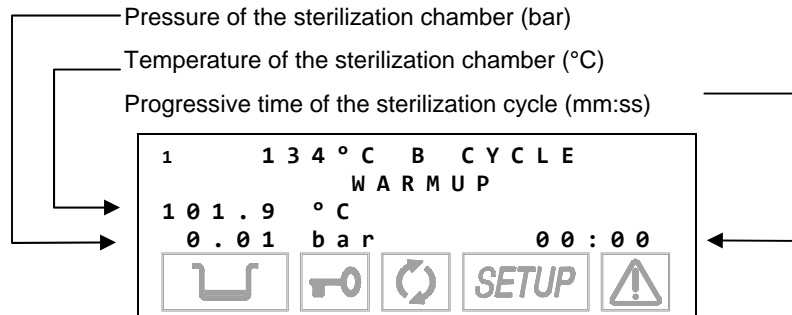 Pressure of the sterilization chamber (bar)
Temperature of the sterilization chamber (°C)
Progressive time of the sterilization cycle (mm:ss)
1 134°C B CYCLE
WARMUP
101.9 °C
0.01 bar 00:00
SETUP